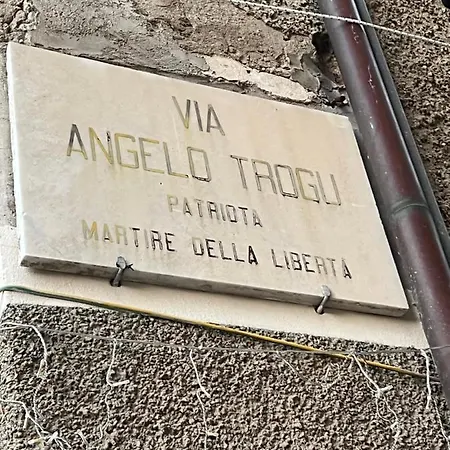 VIA
ANGELO TROGU
PATRIOTA
MARTIRE DELLA LIBERTÀ